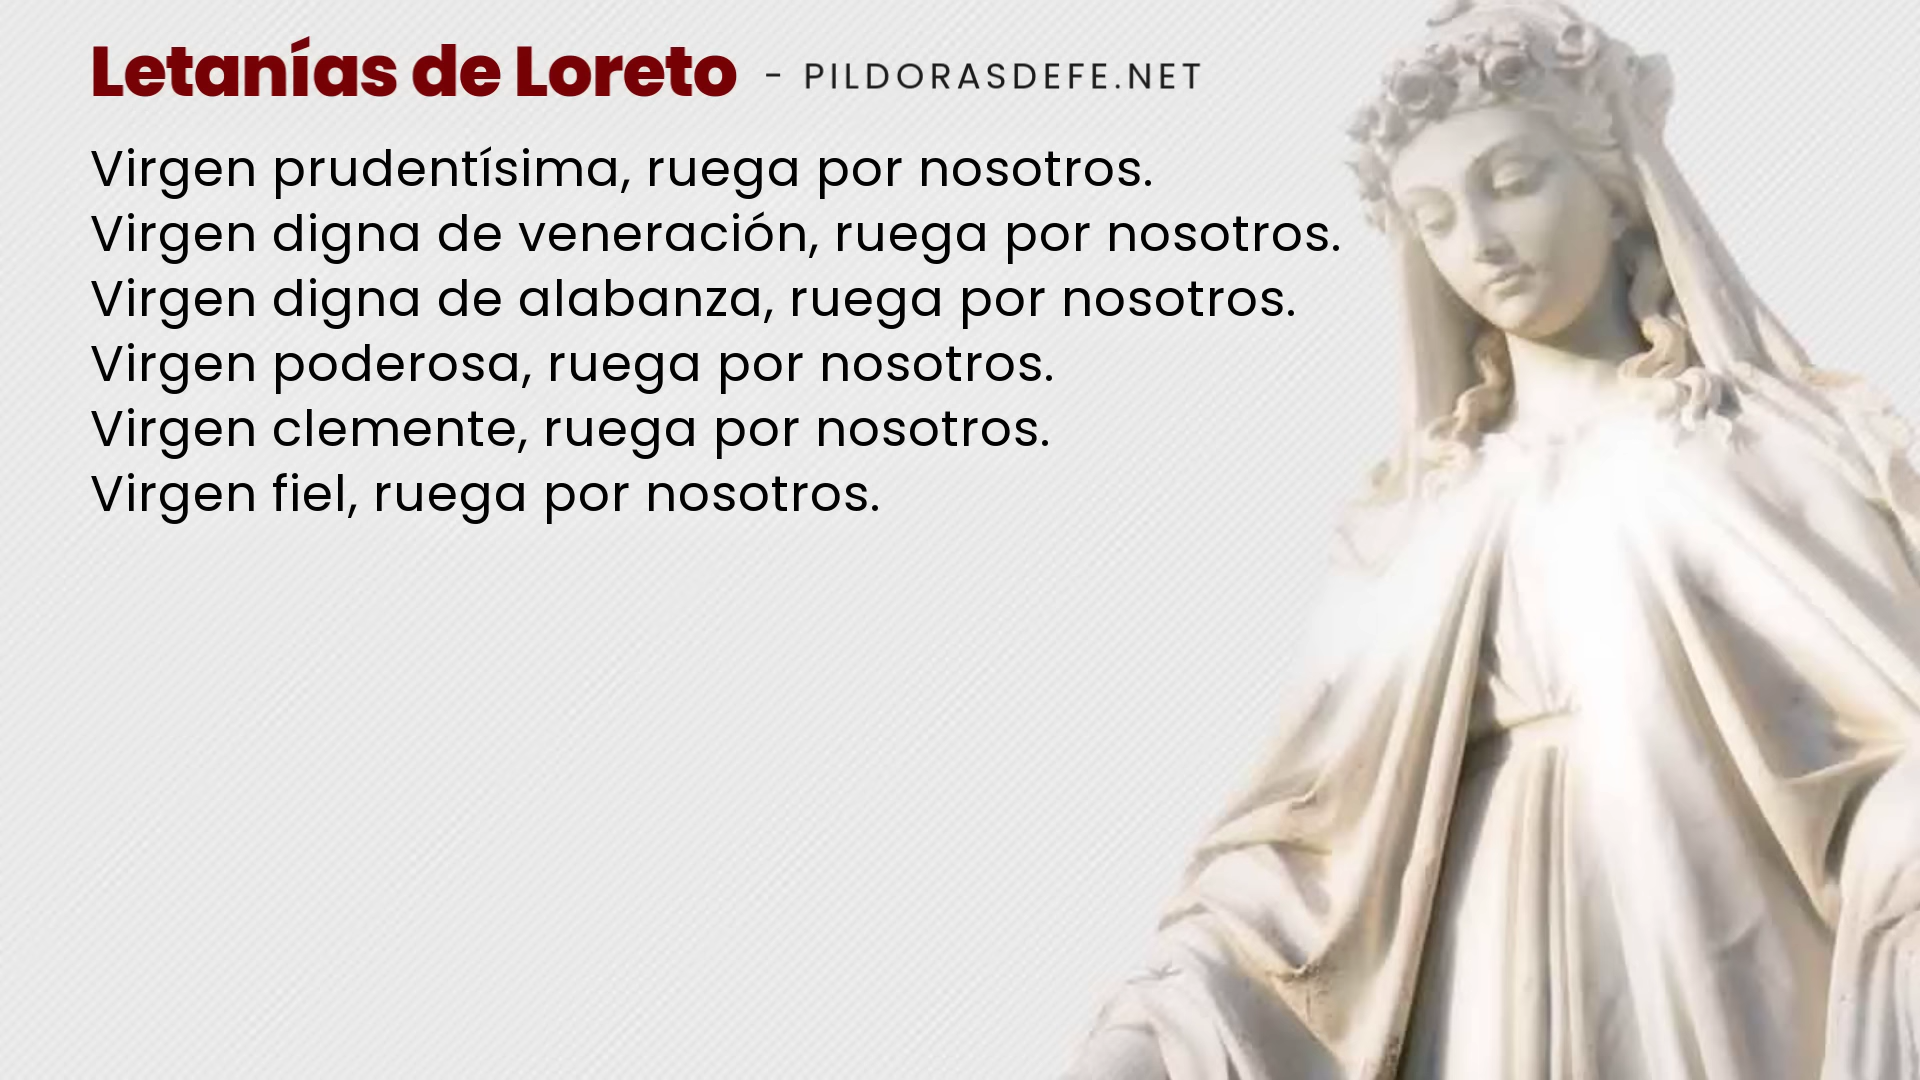 Letanías de Loreto - PILDORASDEFE.NET
Virgen prudentísima, ruega por nosotros.
Virgen digna de veneración, ruega por nosotros.
Virgen digna de alabanza, ruega por nosotros.
Virgen poderosa, ruega por nosotros.
Virgen clemente, ruega por nosotros.
Virgen fiel, ruega por nosotros.